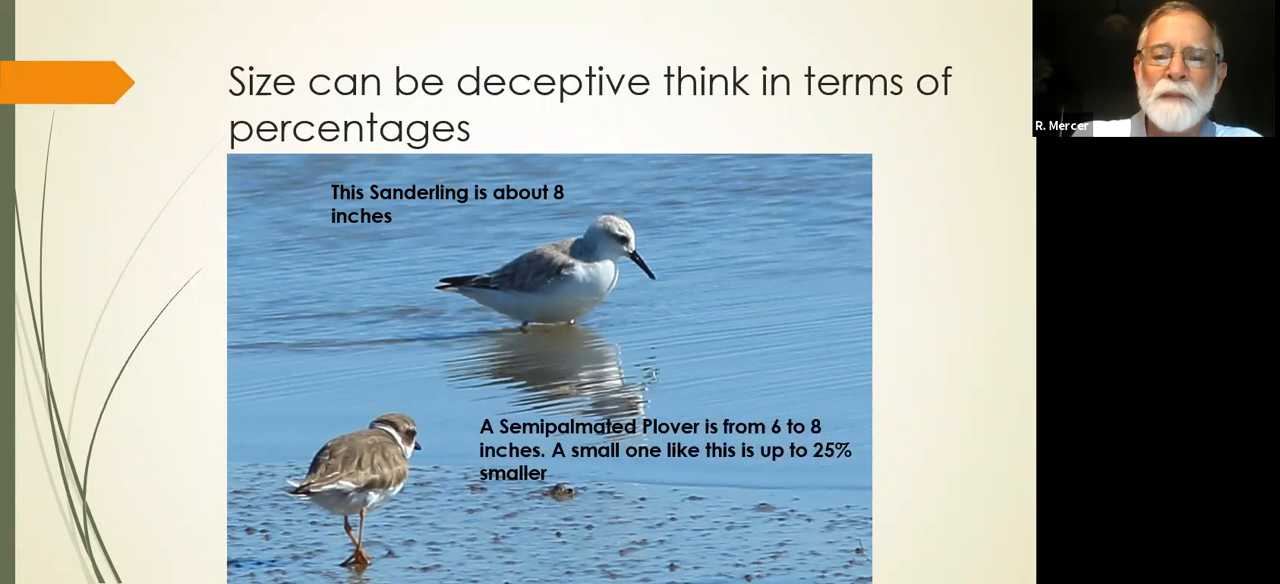 Size can be deceptive think in terms of
percentages
R. Mercer
This Sanderling is about 8
inches
A Semipalmated Plover is from 6 to 8
inches. A small one like this is up to 25%
smaller